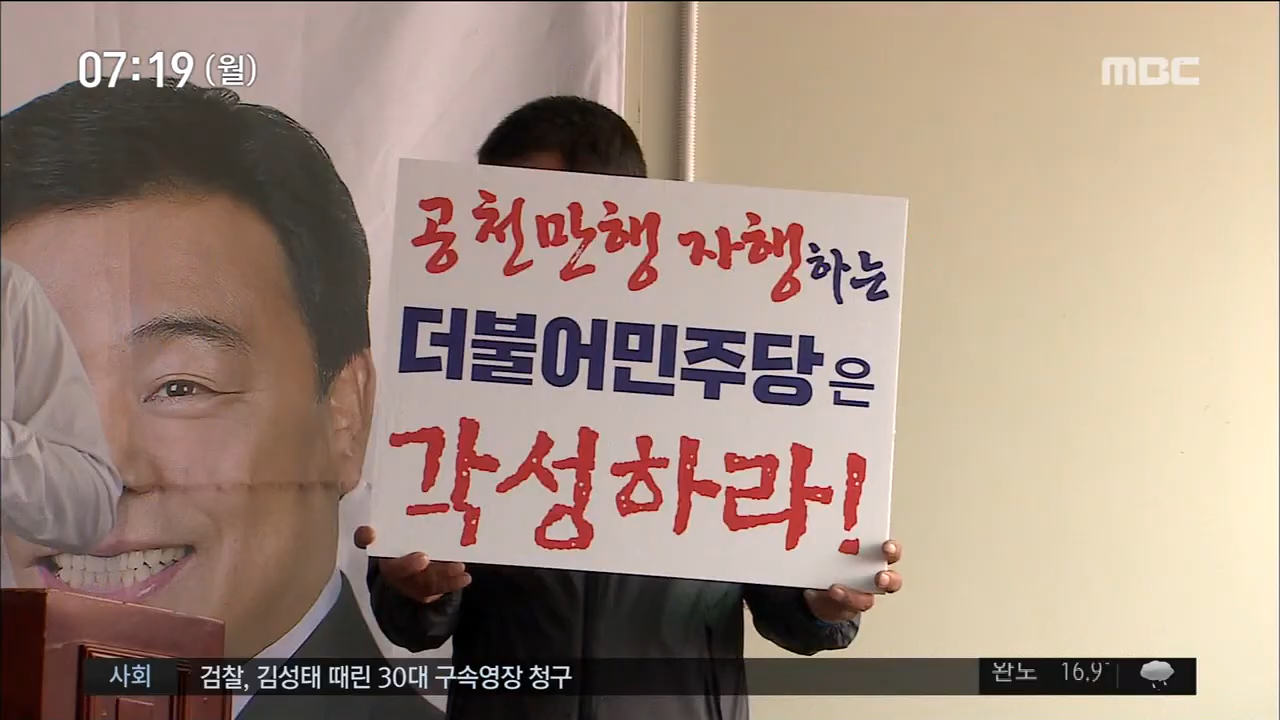 07:19 (월)
MBC
공천만행 자행하는
더불어민주당은
각성하라!
사회
검찰, 김성태 때린 30대 구속영장 청구
완도 16.9°